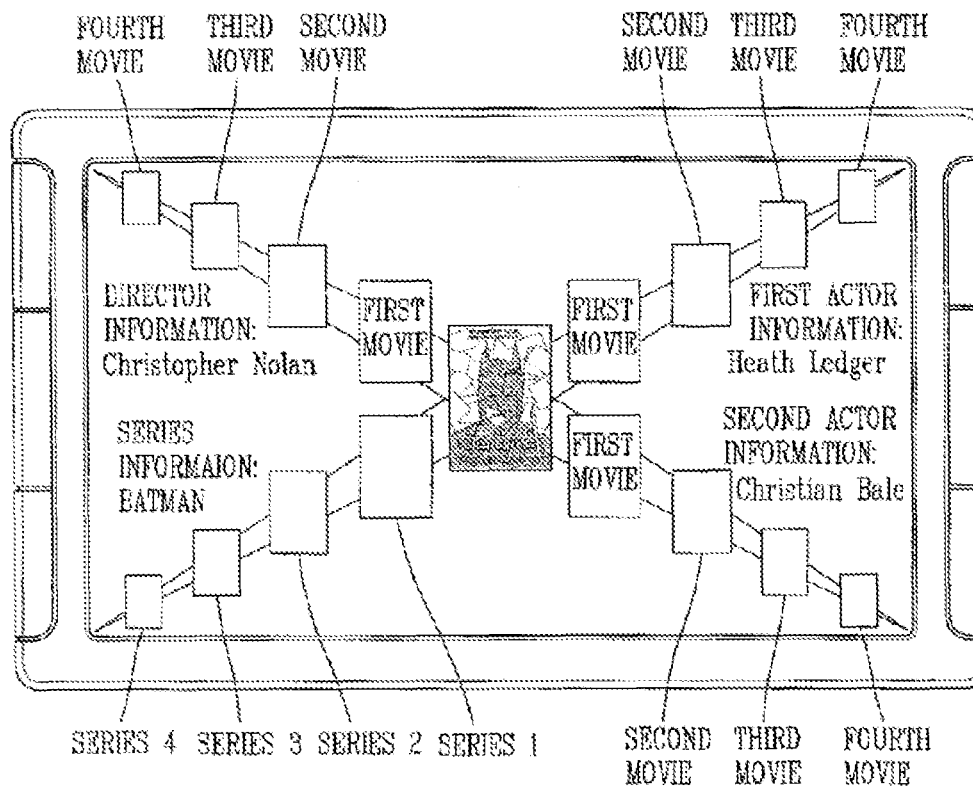 FOURTH MOVIE
THIRD MOVIE
SECOND MOVIE
SECOND MOVIE
THIRD MOVIE
FOURTH MOVIE
DIRECTOR
INFORMATION:
Christopher Nolan
FIRST
MOVIE
FIRST
MOVIE
FIRST ACTOR
INFORMATION:
Heath Ledger
SERIES
INFORMAION:
BATMAN
FIRST
MOVIE
SECOND ACTOR
INFORMATION:
Christian Bale
SERIES 4
SERIES 3
SERIES 2
SERIES 1
SECOND MOVIE
THIRD MOVIE
FOURTH MOVIE